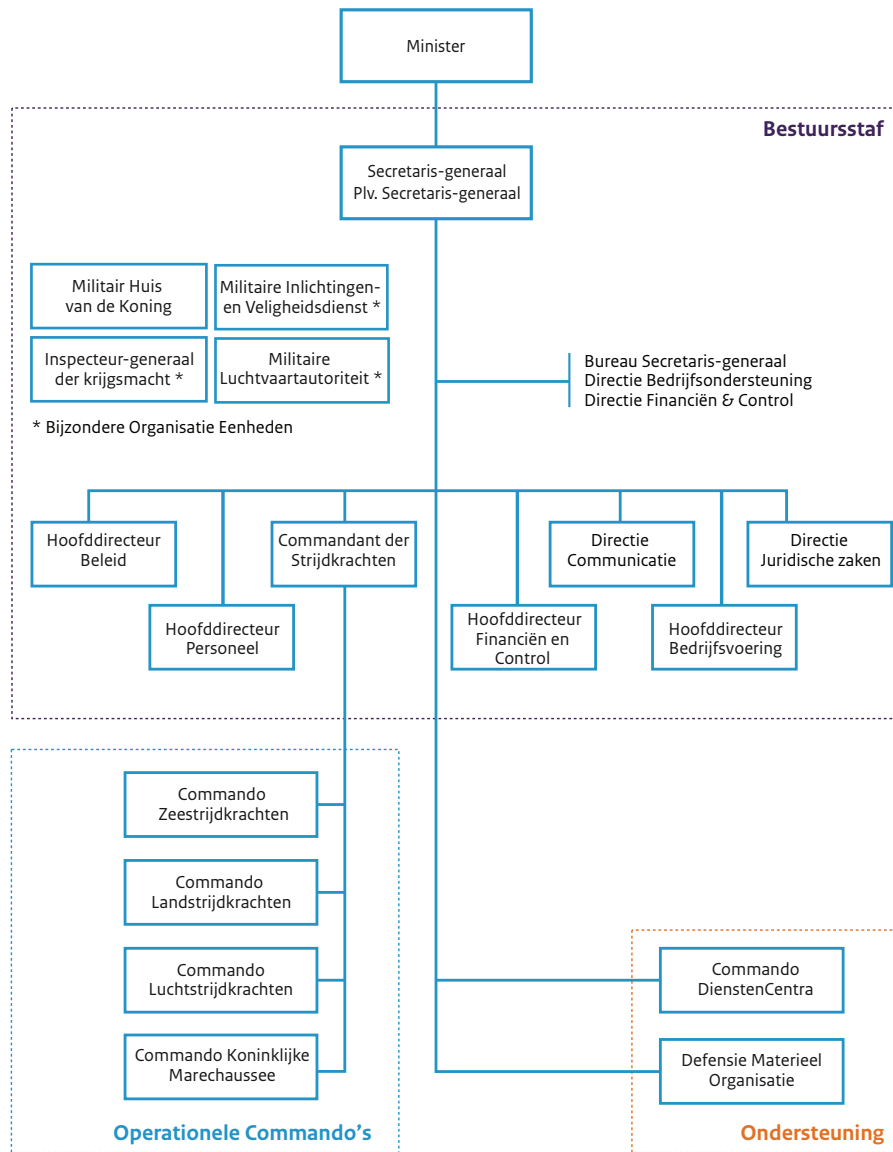 Minister
Bestuursstaf
Secretaris-generaal
Plv. Secretaris-generaal
Militair Huis
van de Koning
Militaire Inlichtingen-
en Veligheidsdienst *
Inspecteur-generaal
der krijgsmacht *
Militaire
Luchtvaartautoriteit *
* Bijzondere Organisatie Eenheden
Bureau Secretaris-generaal
Directie Bedrijfsondersteuning
Directie Financiën & Control
Hoofddirecteur
Beleid
Commandant der
Strijdkrachten
Directie
Communicatie
Directie
Juridische zaken
Hoofddirecteur
Personeel
Hoofddirecteur
Financiën en
Control
Hoofddirecteur
Bedrijfsvoering
Commando
Zeestrijdkrachten
Commando
Landstrijdkrachten
Commando
Luchtstrijdkrachten
Commando Koninklijke
Marechaussee
Operationele Commando's
Commando
DienstenCentra
Defensie Materieel
Organisatie
Ondersteuning